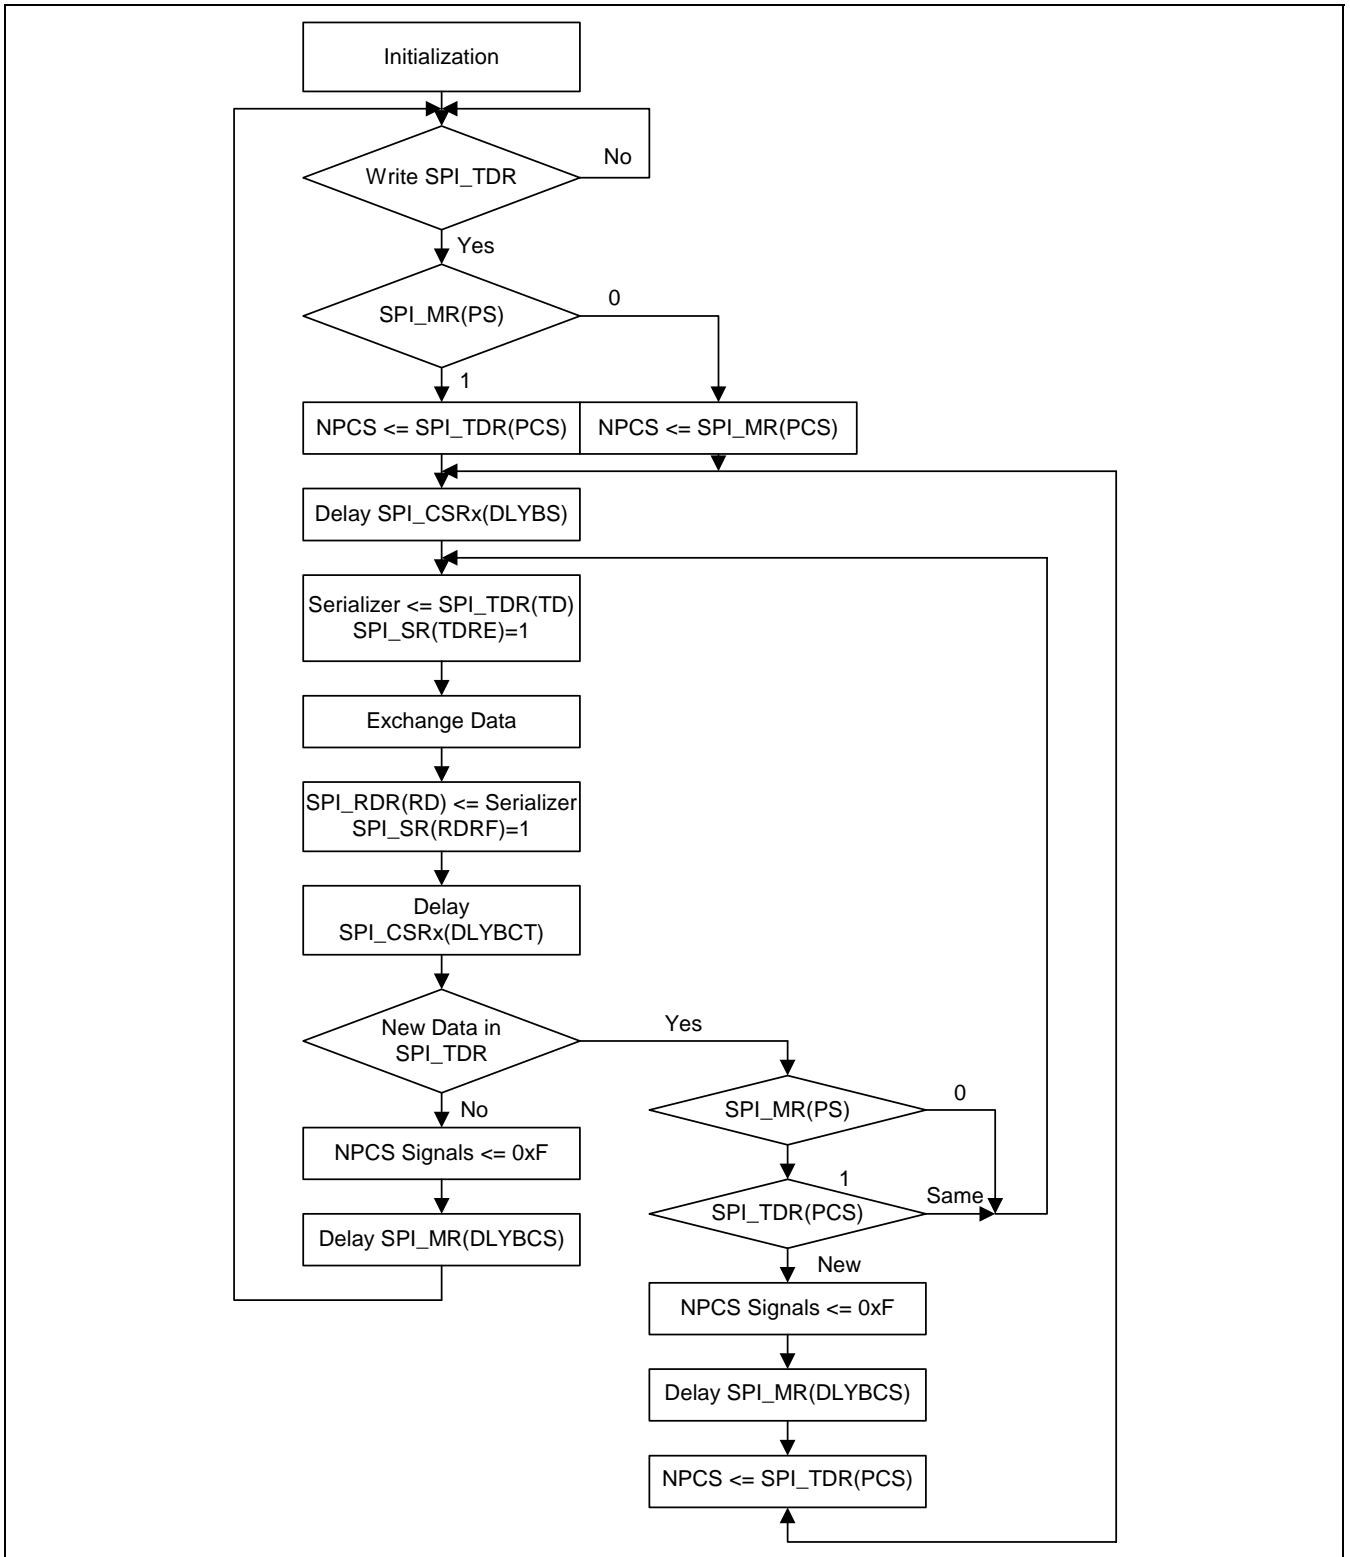 Initialization
Write SPI_TDR
No
Yes
SPI_MR(PS)
0
1
NPCS <= SPI_TDR(PCS)
NPCS <= SPI_MR(PCS)
Delay SPI_CSRx(DLYBS)
Serializer <= SPI_TDR(TD)
SPI_SR(TDRE)=1
Exchange Data
SPI_RDR(RD) <= Serializer
SPI_SR(RDRF)=1
Delay
SPI_CSRx(DLYBCT)
New Data in
SPI_TDR
Yes
No
NPCS Signals <= 0xF
Delay SPI_MR(DLYBCS)
SPI_MR(PS)
0
1
SPI_TDR(PCS)
Same
New
NPCS Signals <= 0xF
Delay SPI_MR(DLYBCS)
NPCS <= SPI_TDR(PCS)